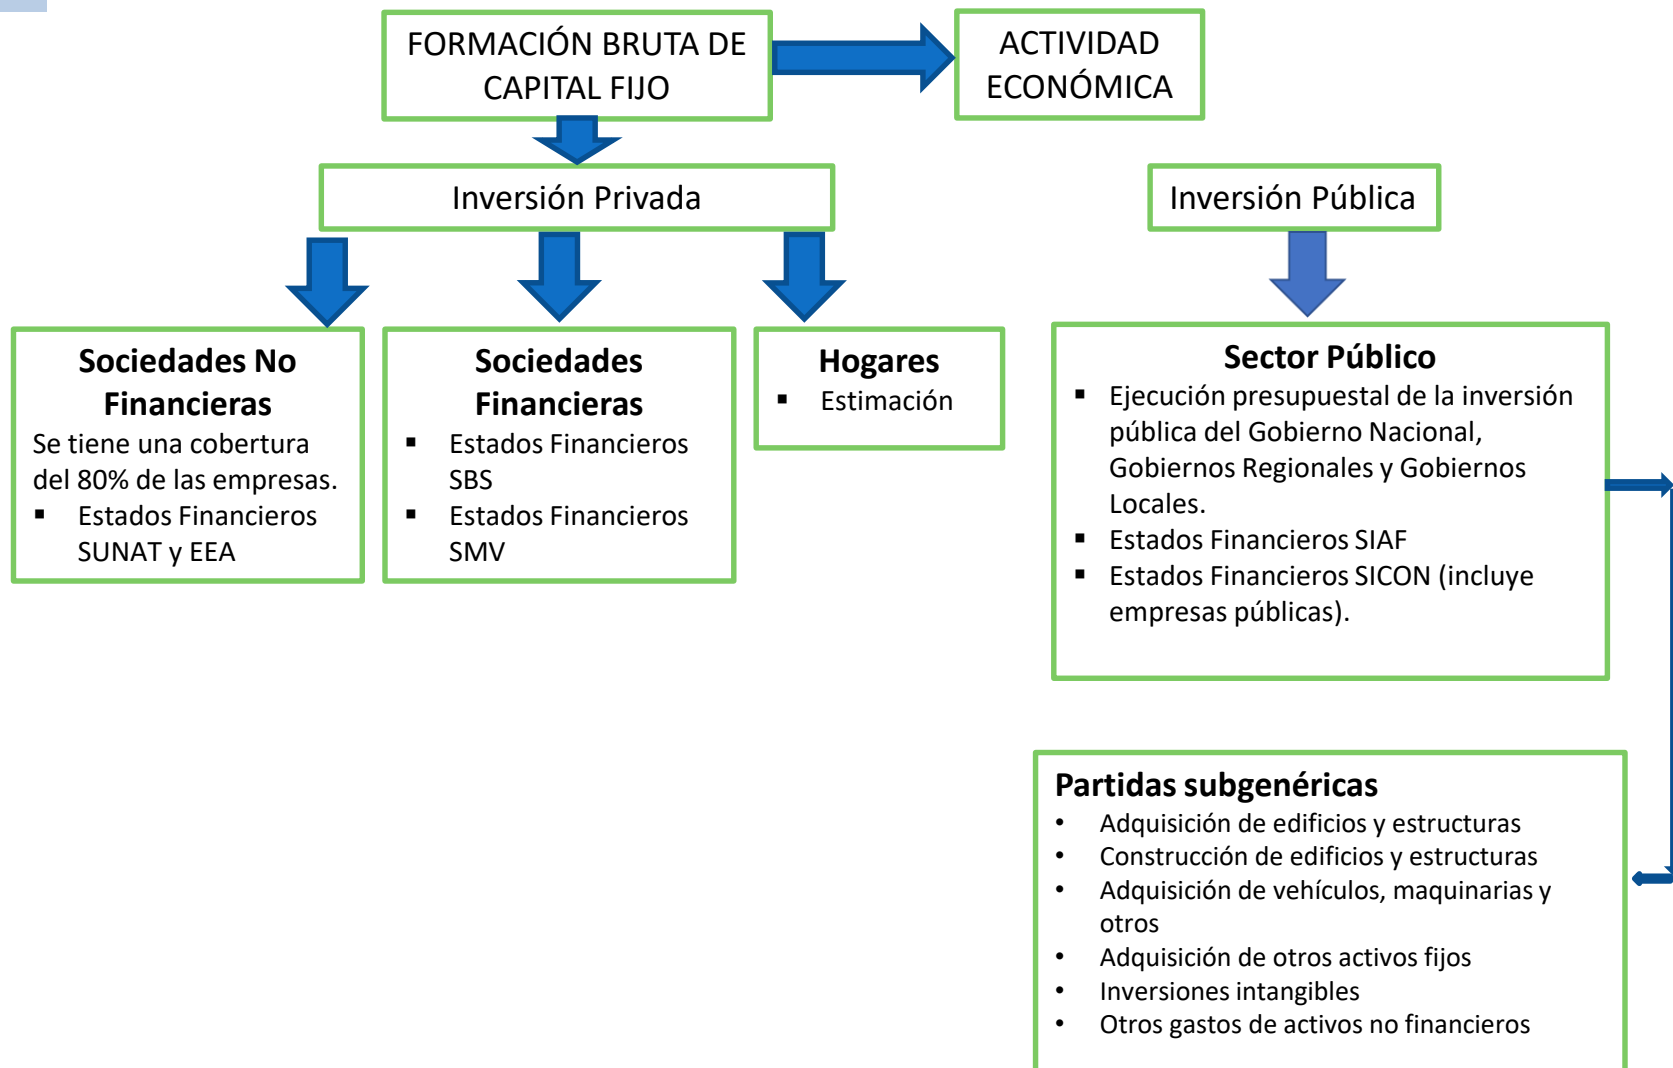 FORMACIÓN BRUTA DE
CAPITAL FIJO
ACTIVIDAD
ECONÓMICA
Inversión Privada
Inversión Pública
Sociedades No
Financieras
Se tiene una cobertura
del 80% de las empresas.
▪ Estados Financieros
SUNAT y EEA
Sociedades
Financieras
▪ Estados Financieros
SBS
▪ Estados Financieros
SMV
Hogares
▪ Estimación
Sector Público
▪ Ejecución presupuestal de la inversión
pública del Gobierno Nacional,
Gobiernos Regionales y Gobiernos
Locales.
▪ Estados Financieros SIAF
▪ Estados Financieros SICON (incluye
empresas públicas).
Partidas subgenéricas
• Adquisición de edificios y estructuras
• Construcción de edificios y estructuras
• Adquisición de vehículos, maquinarias y
otros
• Adquisición de otros activos fijos
• Inversiones intangibles
• Otros gastos de activos no financieros